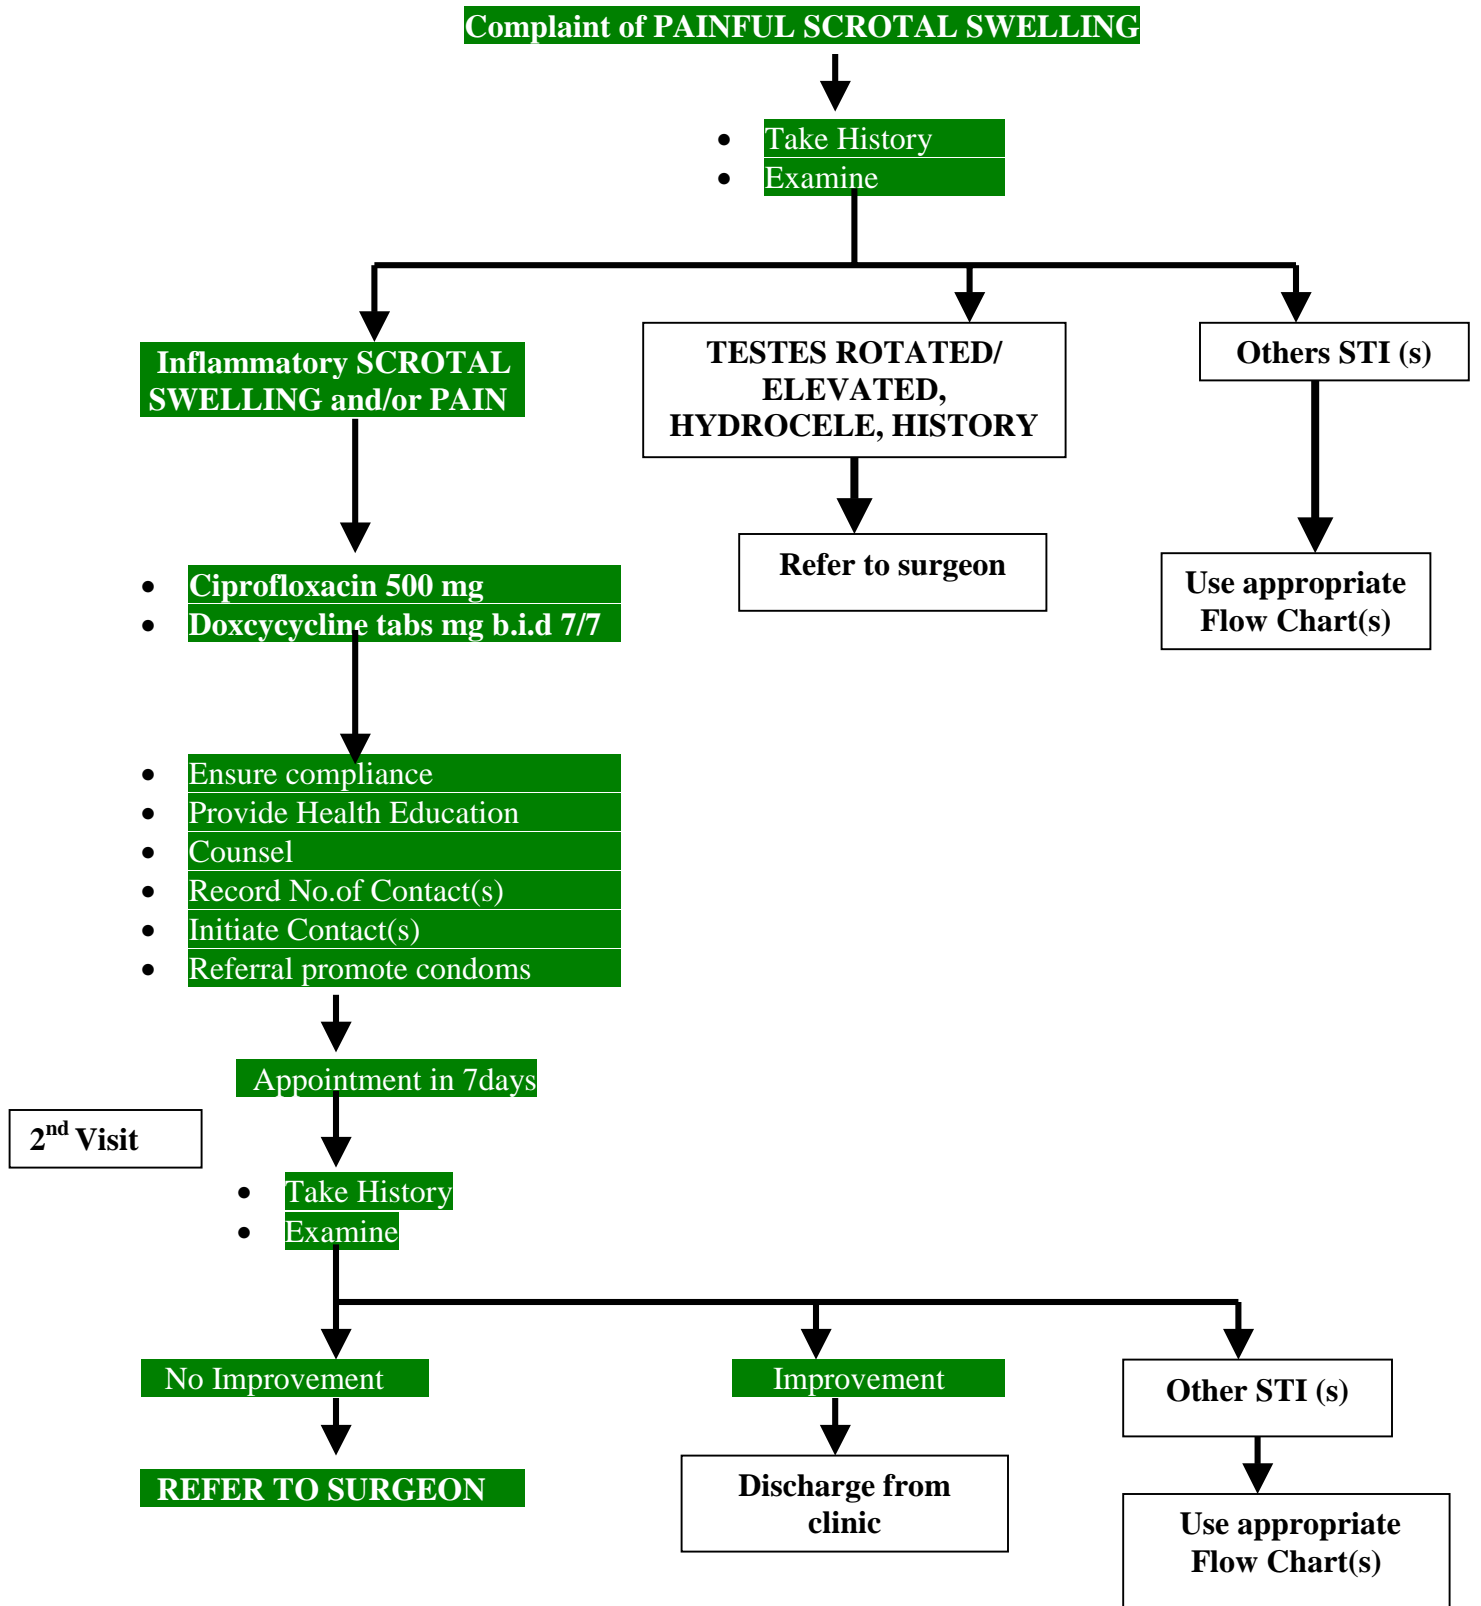 Complaint of PAINFUL SCROTAL SWELLING
• Take History
• Examine
Inflammatory SCROTAL
SWELLING and/or PAIN
TESTES ROTATED/
ELEVATED,
HYDROCELE, HISTORY
Others STI (s)
• Ciprofloxacin 500 mg
• Doxcycycline tabs mg b.i.d 7/7
Refer to surgeon
Use appropriate
Flow Chart(s)
• Ensure compliance
• Provide Health Education
• Counsel
• Record No.of Contact(s)
• Initiate Contact(s)
• Referral promote condoms
Appointment in 7days
2nd Visit
• Take History
• Examine
No Improvement
Improvement
Other STI (s)
REFER TO SURGEON
Discharge from
clinic
Use appropriate
Flow Chart(s)